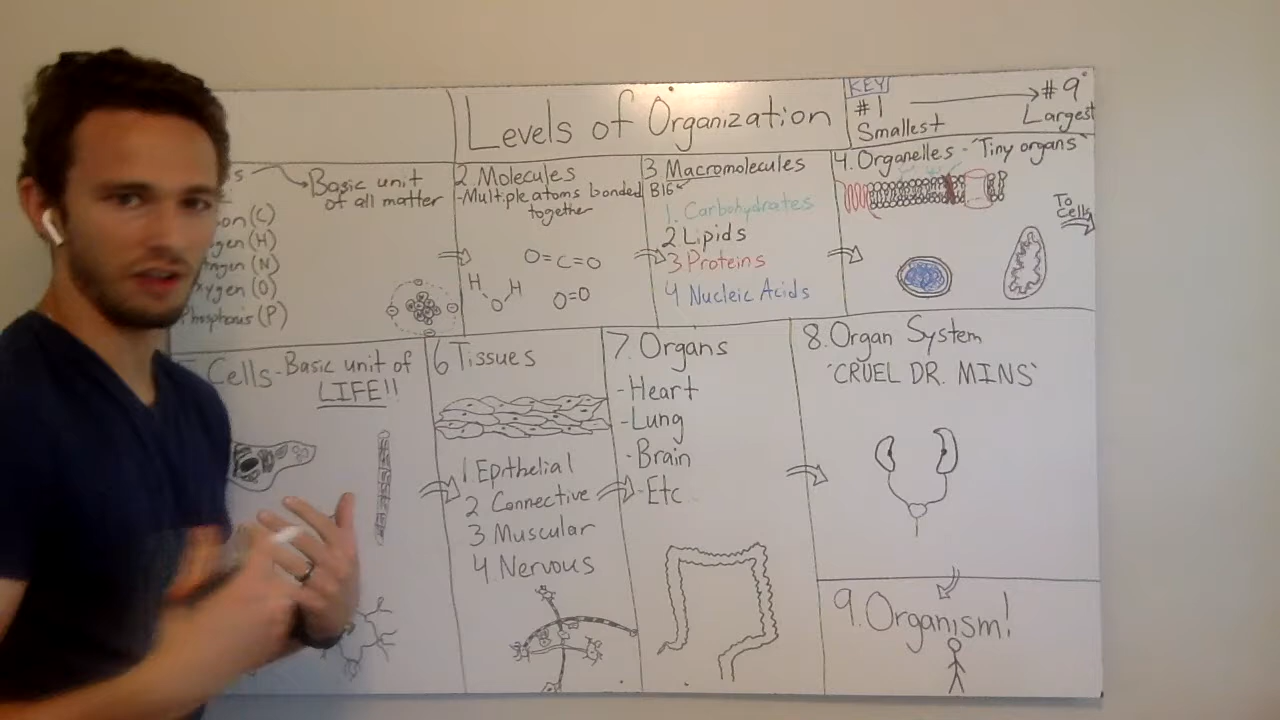 Levels of Organization
KEY
#1 #9
Smallest Largest
Basic unit
of all matter
(C)
(H)
(N)
(O)
(P)
2. Molecules
-Multiple atoms bonded
together
O=C=O
H H
O
O=O
3 Macromolecules
BIG
1. Carbohydrates
2 Lipids
3 Proteins
4 Nucleic Acids
4. Organelles - "Tiny organs"
To
Cells
Cells - Basic unit of
LIFE!!
6 Tissues
1. Epithelial
2 Connective
3 Muscular
4. Nervous
7. Organs
-Heart
-Lung
-Brain
-Etc
8. Organ System
"CRUEL DR. MINS"
9. Organism!